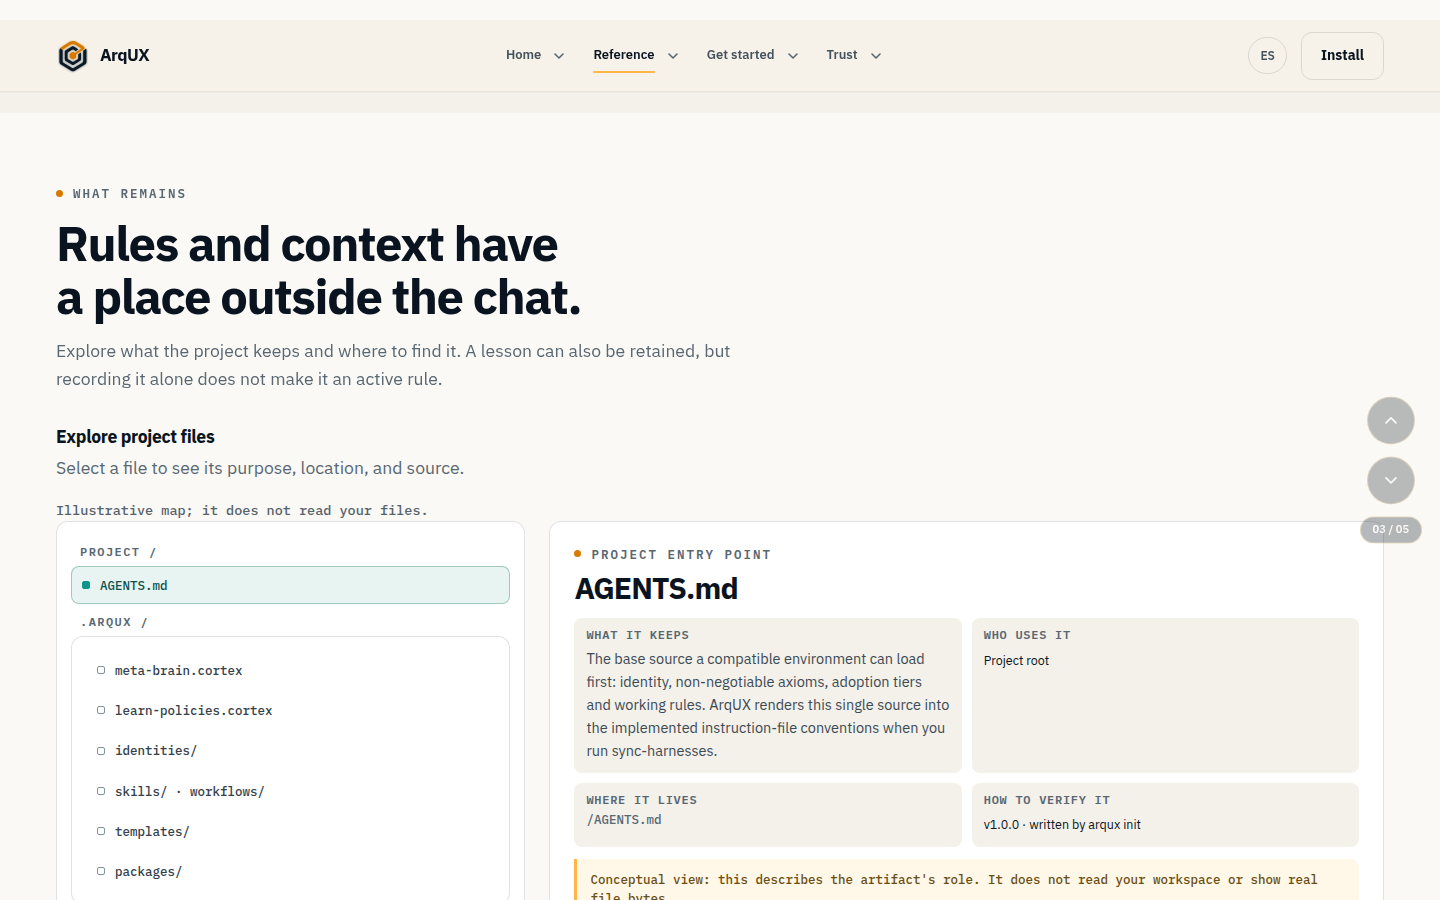 ArqUX
Home
Reference
Get started
Trust
ES
Install
WHAT REMAINS
Rules and context have
a place outside the chat.
Explore what the project keeps and where to find it. A lesson can also be retained, but
recording it alone does not make it an active rule.
Explore project files
Select a file to see its purpose, location, and source.
Illustrative map; it does not read your files.
03 / 05
PROJECT /
AGENTS.md
.ARQUX /
meta-brain.cortex
learn-policies.cortex
identities/
skills/ · workflows/
templates/
packages/
PROJECT ENTRY POINT
AGENTS.md
WHAT IT KEEPS
The base source a compatible environment can load
first: identity, non-negotiable axioms, adoption tiers
and working rules. ArqUX renders this single source into
the implemented instruction-file conventions when you
run sync-harnesses.
WHO USES IT
Project root
WHERE IT LIVES
/AGENTS.md
HOW TO VERIFY IT
v1.0.0 · written by arqux init
Conceptual view: this describes the artifact's role. It does not read your workspace or show real
file bytes